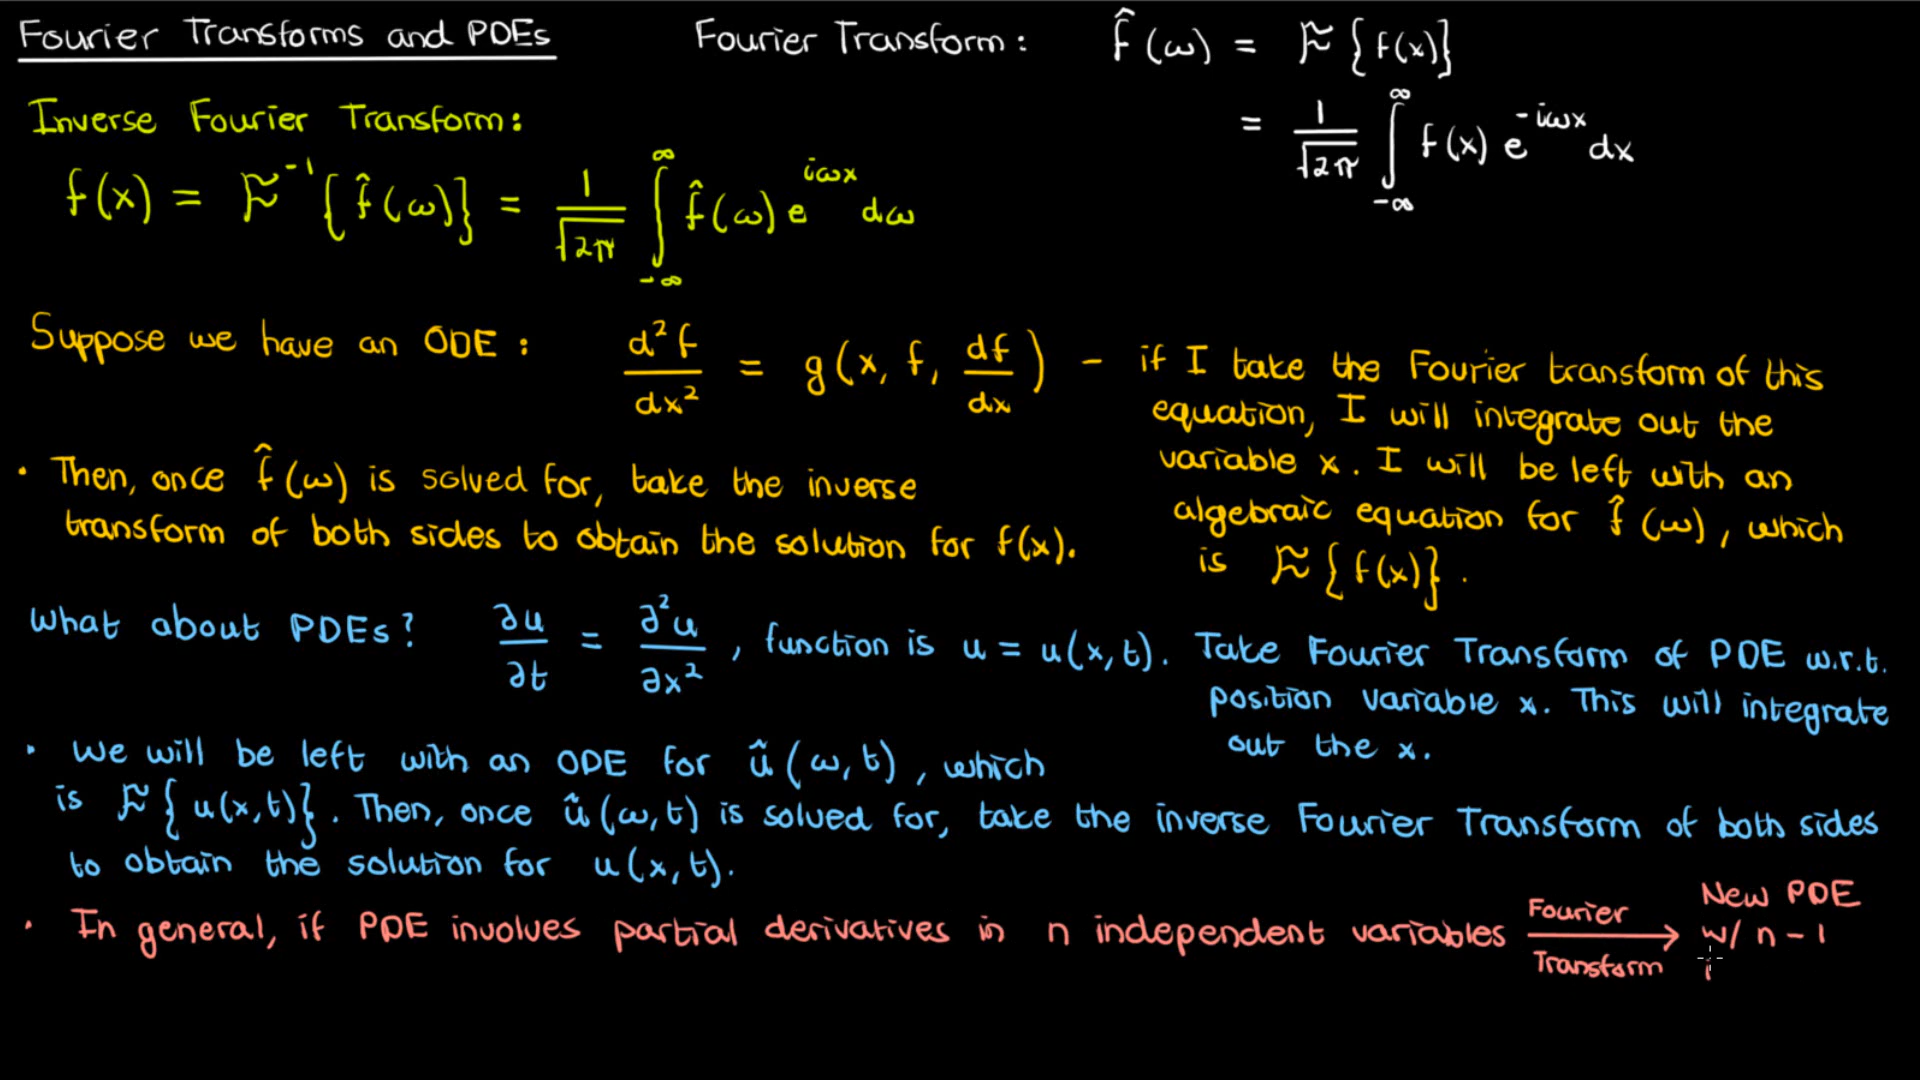 Fourier Transforms and PDEs
Fourier Transform: f̂(ω) = F{f(x)}
= 1/√2π ∫_{-∞}^{∞} f(x) e^{-iωx} dx
Inverse Fourier Transform:
f(x) = F⁻¹{f̂(ω)} = 1/√2π ∫_{-∞}^{∞} f̂(ω) e^{iωx} dω
Suppose we have an ODE: d²f/dx² = g(x, f, df/dx) - if I take the Fourier transform of this
equation, I will integrate out the
variable x. I will be left with an
algebraic equation for f̂(ω), which
is F{f(x)}.
• Then, once f̂(ω) is solved for, take the inverse
transform of both sides to obtain the solution for f(x).
What about PDEs? ∂u/∂t = ∂²u/∂x², function is u = u(x,t). Take Fourier Transform of PDE w.r.t.
position variable x. This will integrate
out the x.
• We will be left with an ODE for û(ω,t), which
is F{u(x,t)}. Then, once û(ω,t) is solved for, take the inverse Fourier Transform of both sides
to obtain the solution for u(x,t).
• In general, if PDE involves partial derivatives in n independent variables Fourier Transform → New PDE
w/ n-1